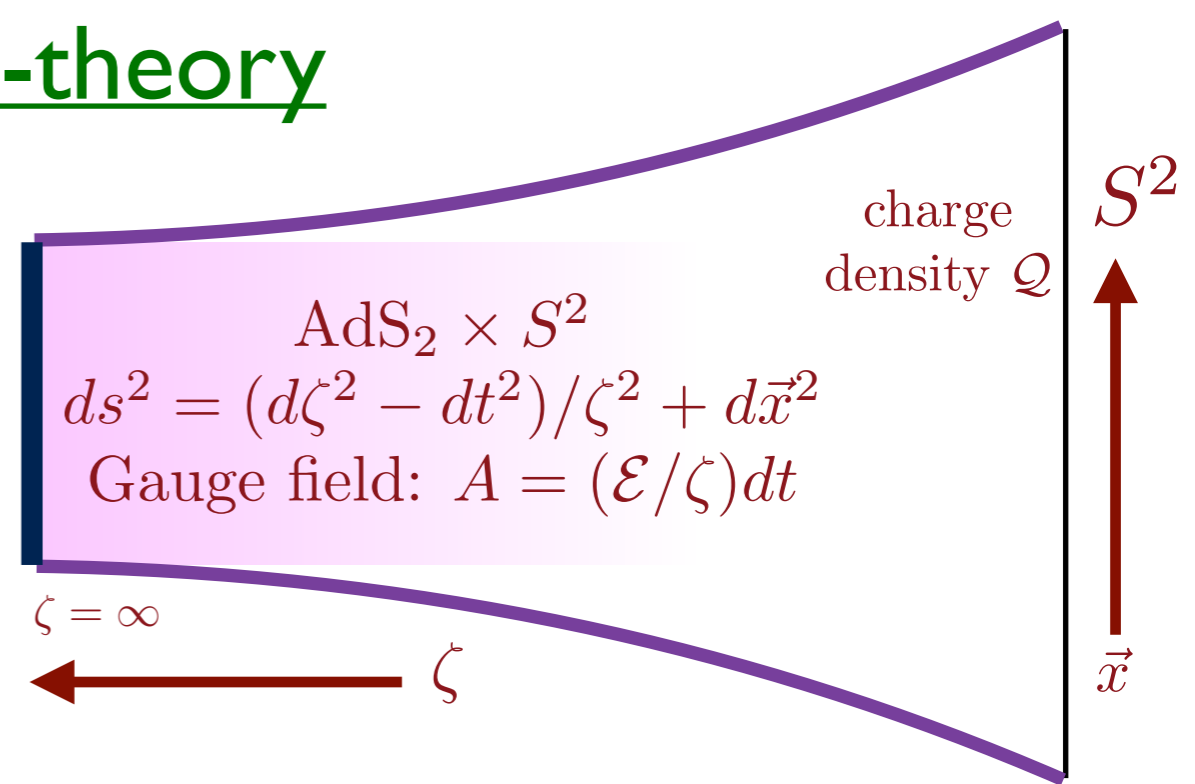 -theory
S²
charge
density 𝒬
AdS₂ × S²
ds² = (dζ² − dt²)/ζ² + dx⃗²
Gauge field: A = (ℰ/ζ)dt
ζ = ∞
ζ
x⃗